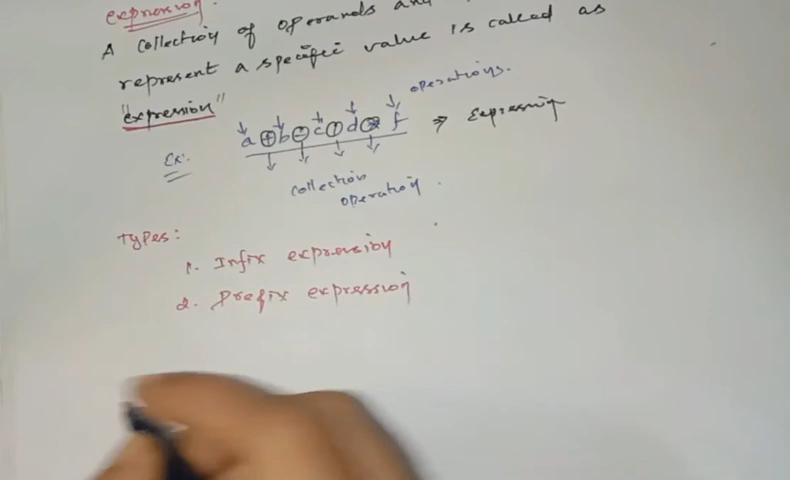 expression.
A collection of operands and
represent a specific value is called as
"expression"
operations.
Ex: a + b - c / d * f ⇒ Expression
collection
operation.
Types:
1. Infix expression
2. Prefix expression